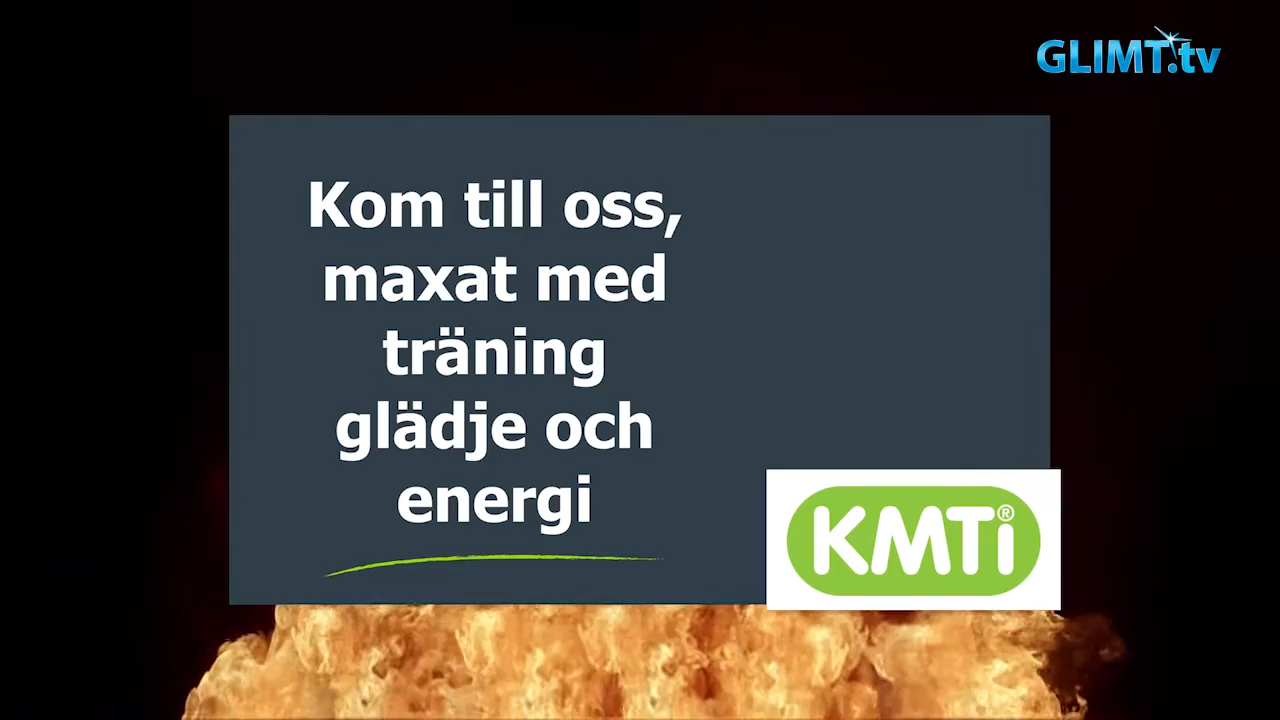 GLIMT.tv
Kom till oss,
maxat med
träning
glädje och
energi
KMTi®